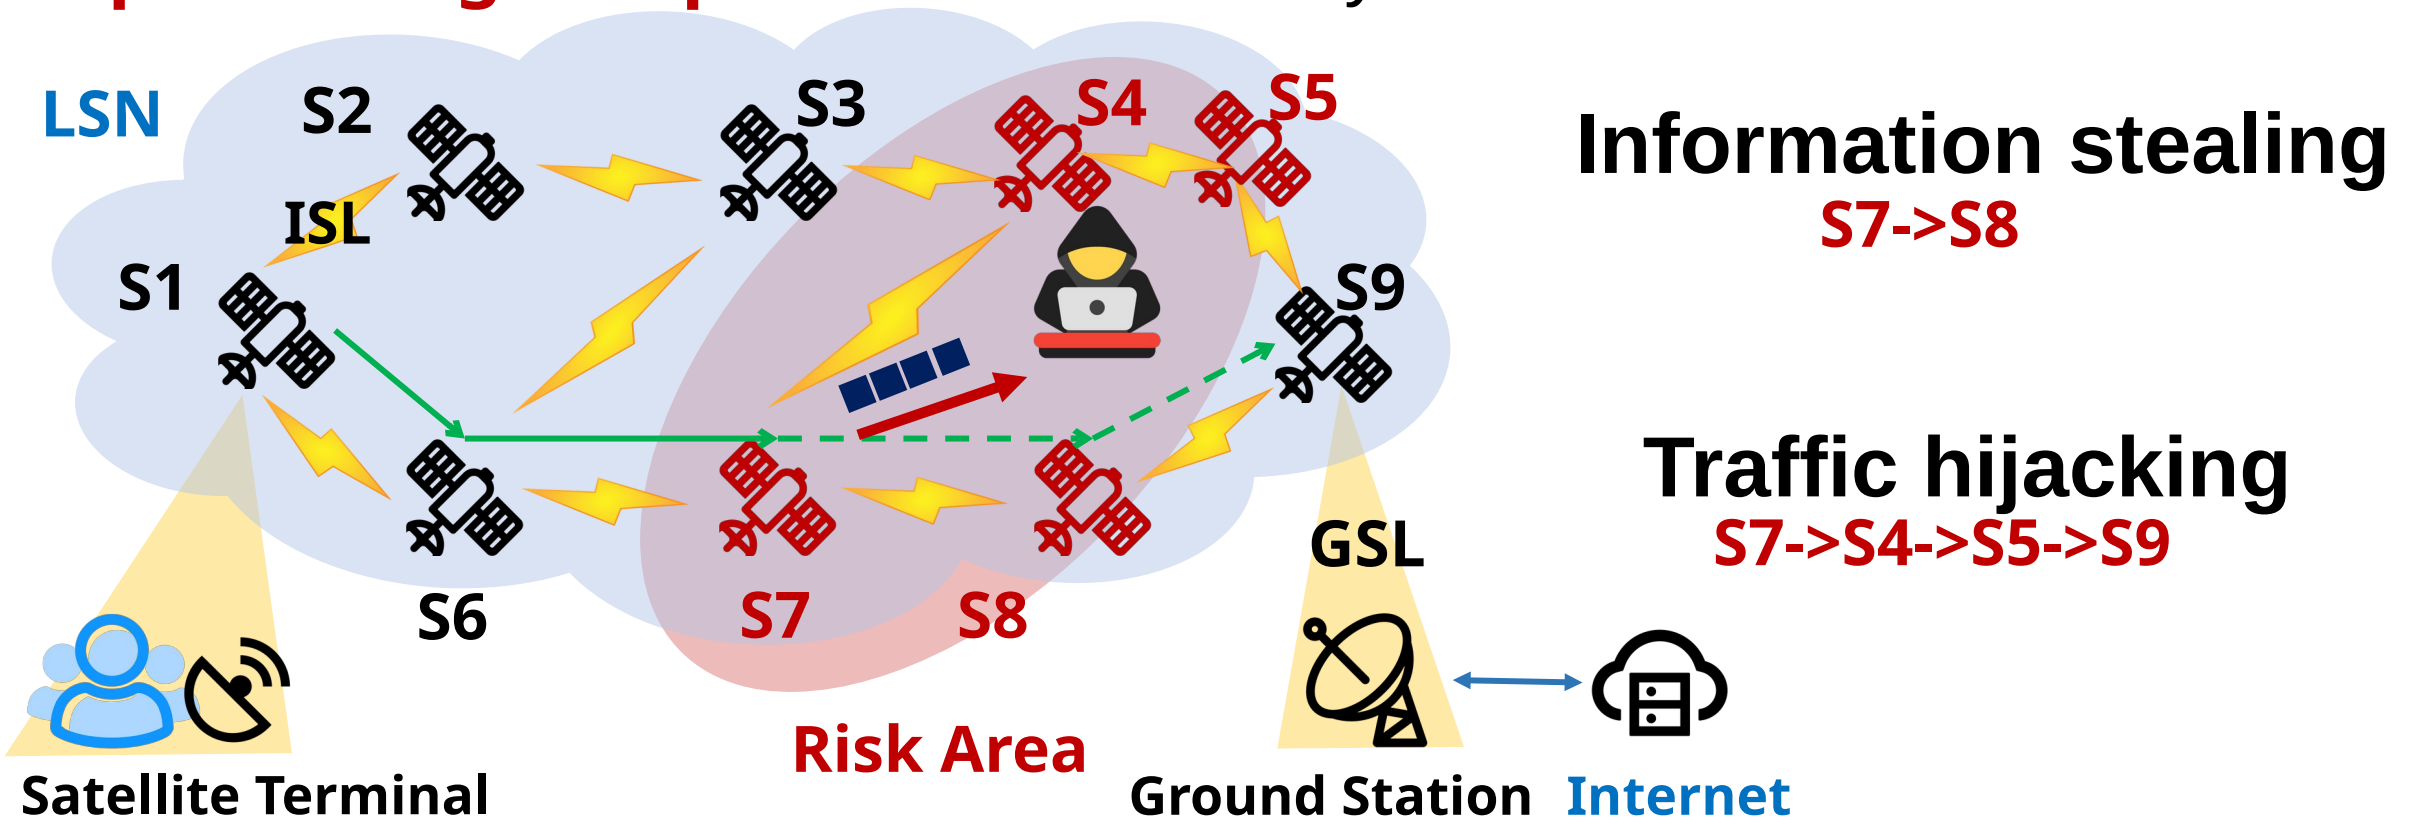 LSN
S2
S3
S4
S5
Information stealing
S7->S8
ISL
S1
S9
Traffic hijacking
S7->S4->S5->S9
GSL
S6
S7
S8
Risk Area
Satellite Terminal
Ground Station
Internet